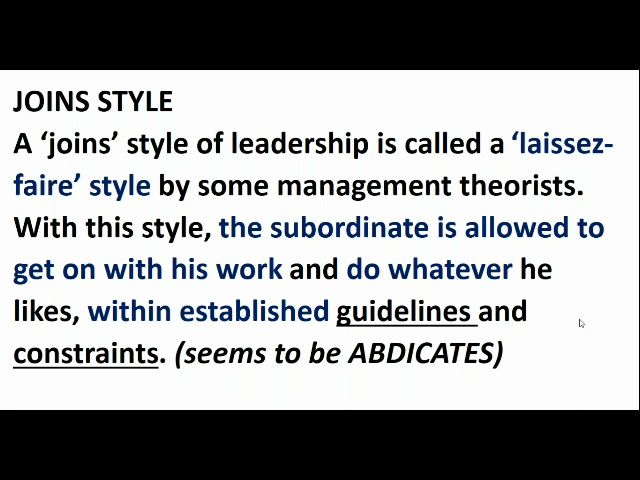 JOINS STYLE
A ‘joins’ style of leadership is called a ‘laissez-
faire’ style by some management theorists.
With this style, the subordinate is allowed to
get on with his work and do whatever he
likes, within established guidelines and
constraints. (seems to be ABDICATES)